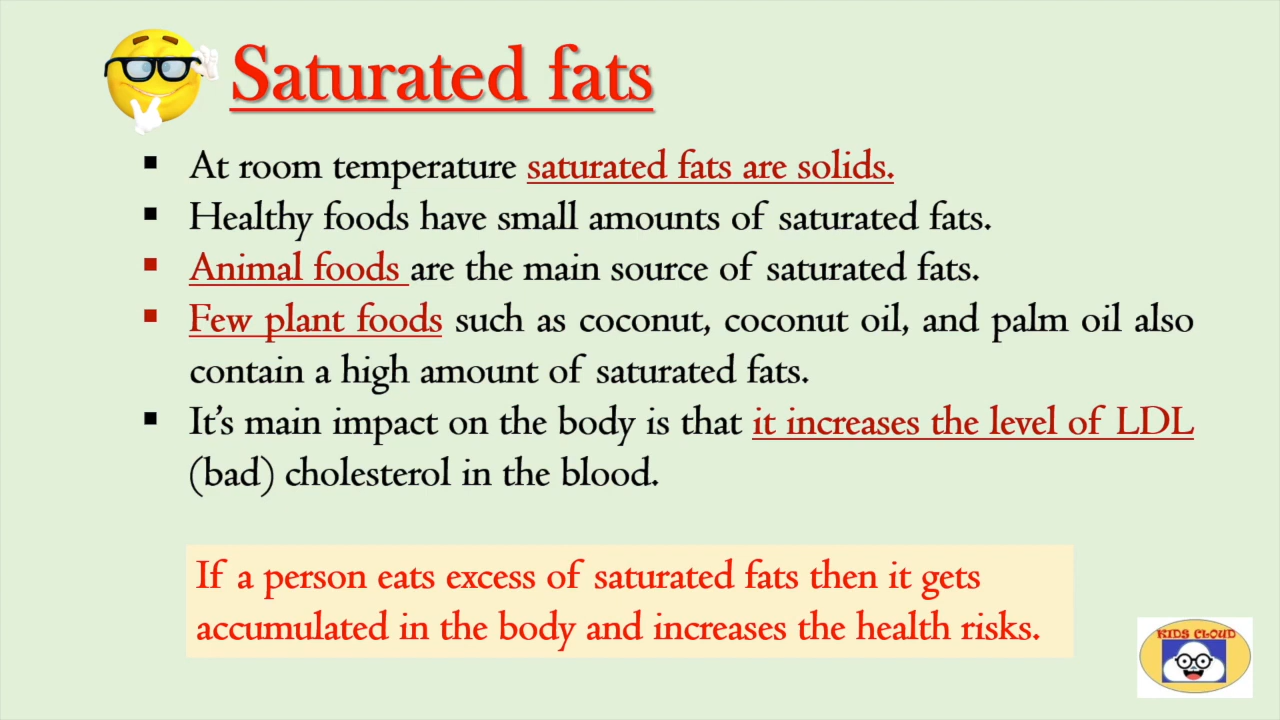 Saturated fats
▪ At room temperature saturated fats are solids.
▪ Healthy foods have small amounts of saturated fats.
▪ Animal foods are the main source of saturated fats.
▪ Few plant foods such as coconut, coconut oil, and palm oil also
contain a high amount of saturated fats.
▪ It's main impact on the body is that it increases the level of LDL
(bad) cholesterol in the blood.
If a person eats excess of saturated fats then it gets
accumulated in the body and increases the health risks.
KIDS CLOUD